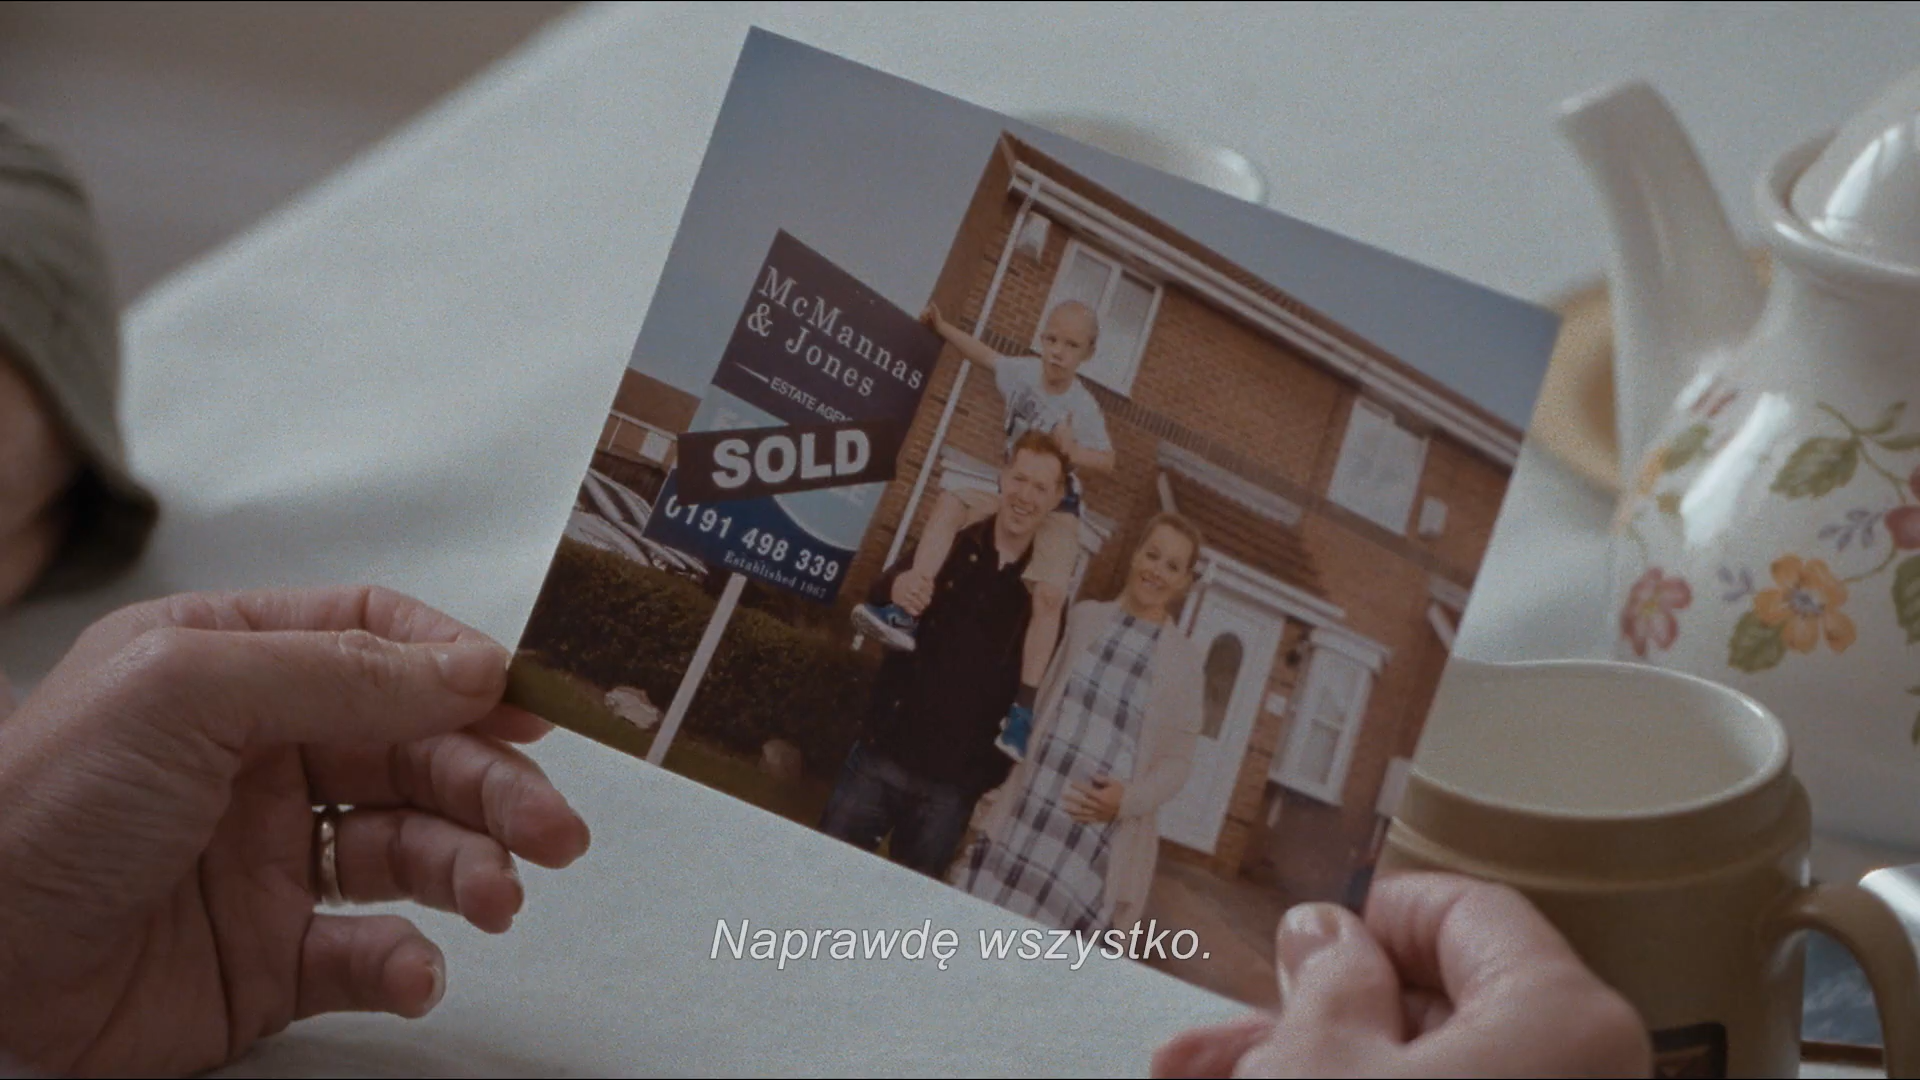 McMannas
& Jones
ESTATE AGEN
SOLD
0191 498 339
Established 1967
Naprawdę wszystko.